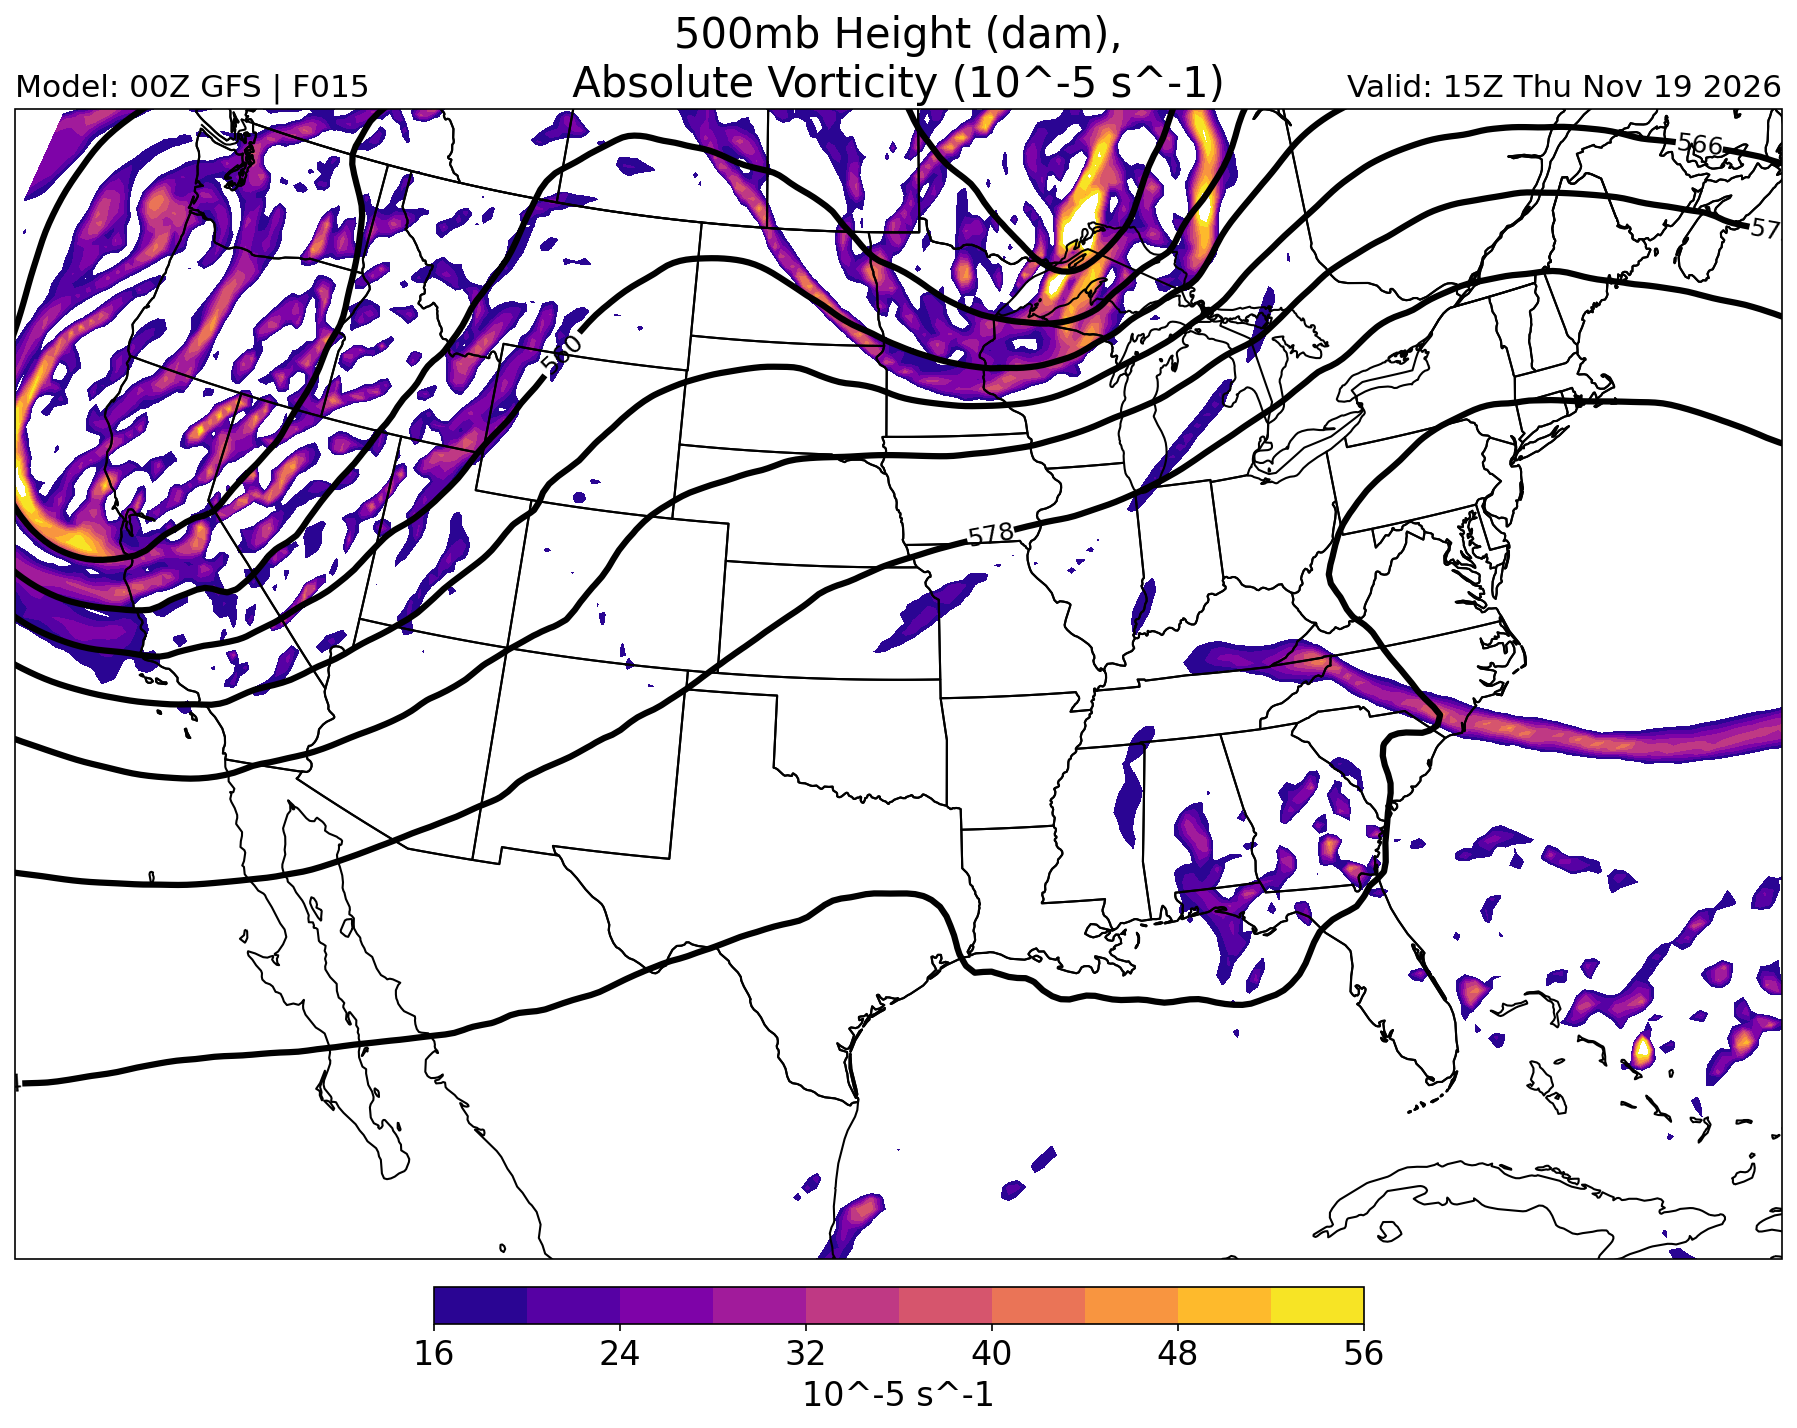 500mb Height (dam),
Absolute Vorticity (10^-5 s^-1)
Model: 00Z GFS | F015
Valid: 15Z Thu Nov 19 2026
566
57
560
578
16 24 32 40 48 56
10^-5 s^-1